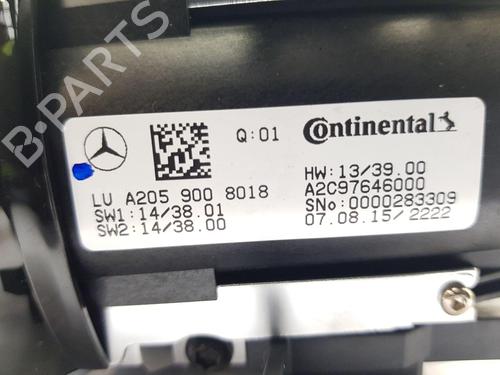 B-PARTS
Q:01
Continental
LU A205 900 8018
SW1:14/38.01
SW2:14/38.00
HW:13/39.00
A2C97646000
SNo:0000283309
07.08.15/2222